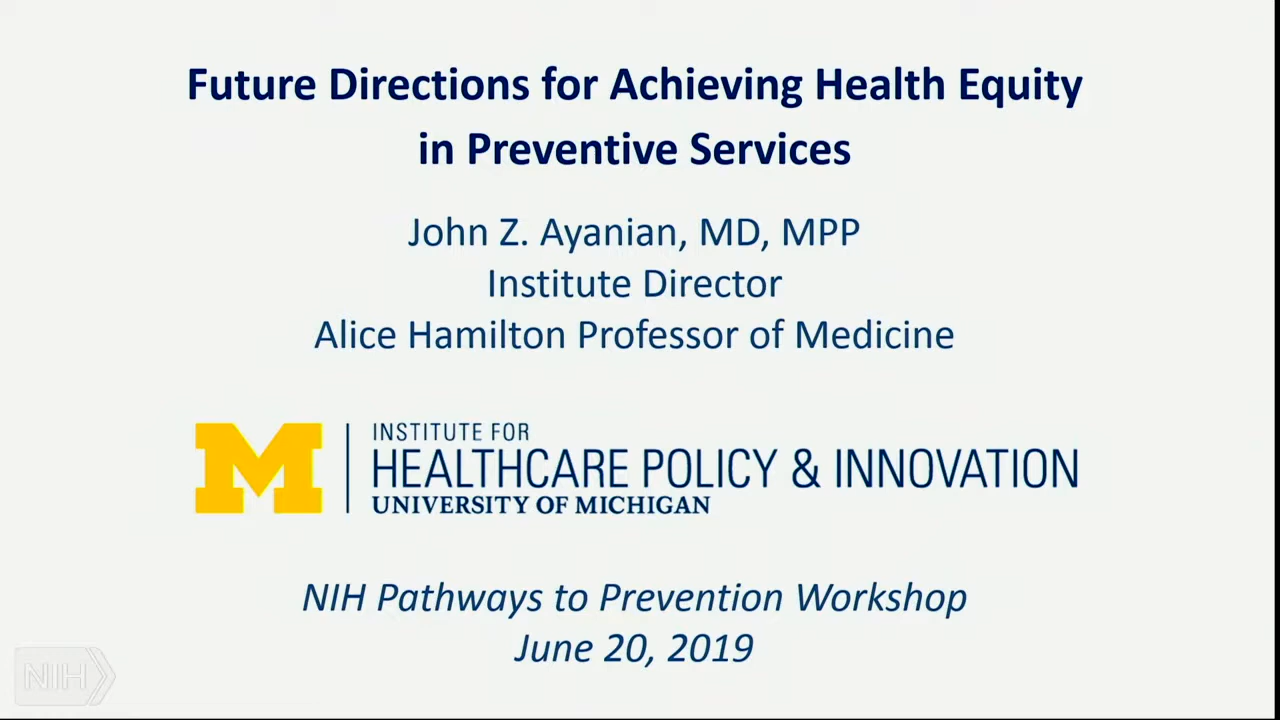 Future Directions for Achieving Health Equity
in Preventive Services
John Z. Ayanian, MD, MPP
Institute Director
Alice Hamilton Professor of Medicine
M
INSTITUTE FOR
HEALTHCARE POLICY & INNOVATION
UNIVERSITY OF MICHIGAN
NIH Pathways to Prevention Workshop
June 20, 2019
NIH